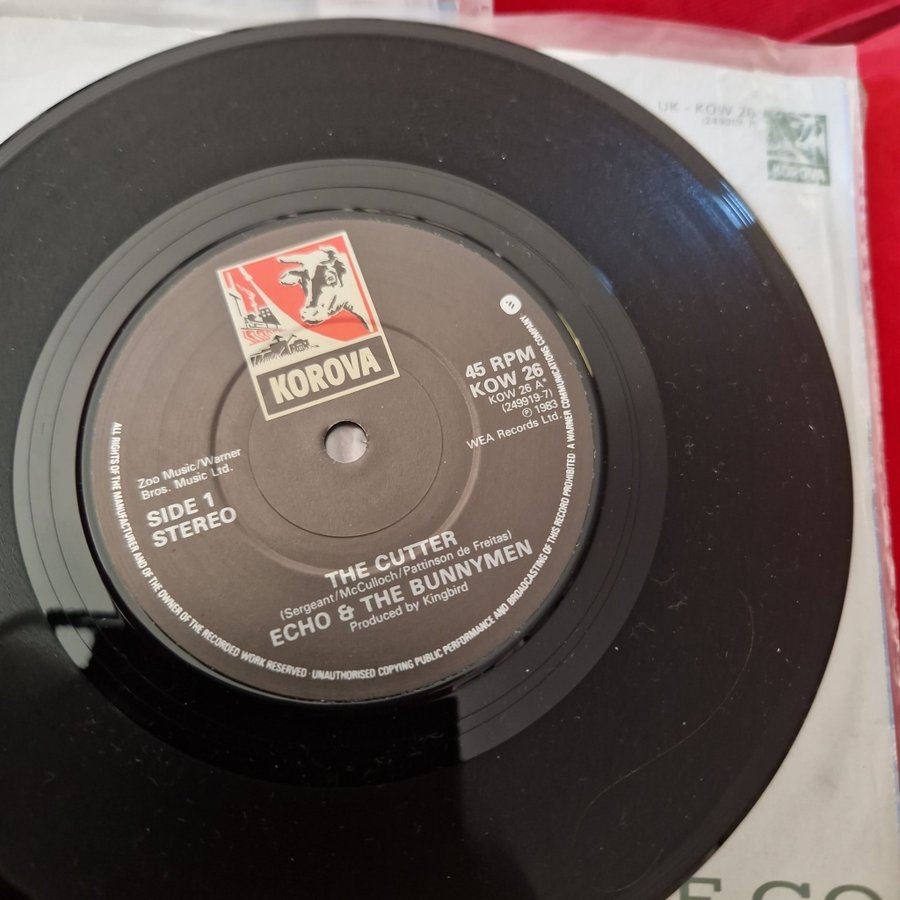 UK - KOW 26
KOROVA
KOROVA
45 RPM
KOW 26
KOW 26 A*
(249919-7)
℗ 1983
WEA Records Ltd.
Zoo Music/Warner
Bros. Music Ltd.
SIDE 1
STEREO
THE CUTTER
(Sergeant/McCulloch/Pattinson de Freitas)
ECHO & THE BUNNYMEN
Produced by Kingbird
ALL RIGHTS OF THE MANUFACTURER AND OF THE OWNER OF THE RECORDED WORK RESERVED · UNAUTHORISED COPYING PUBLIC PERFORMANCE AND BROADCASTING OF THIS RECORD PROHIBITED · A WARNER COMMUNICATIONS COMPANY